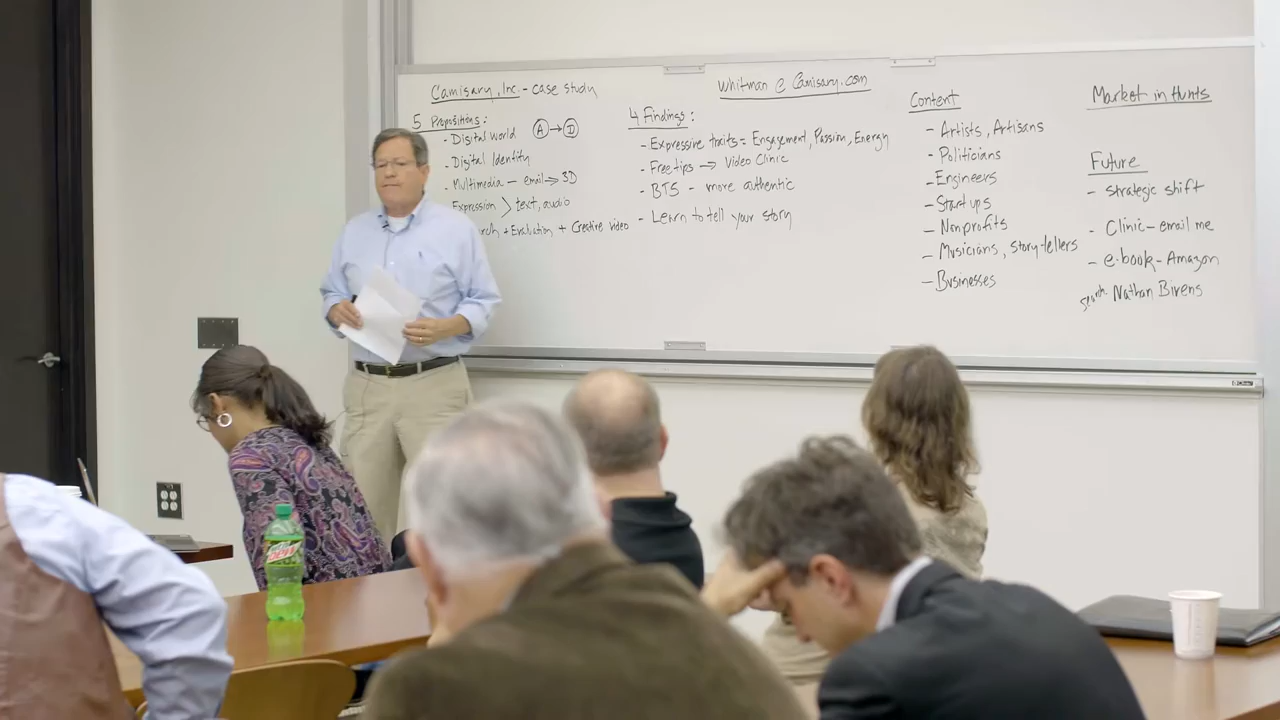 Camisary, Inc. - case study
5 Propositions:
- Digital World A → D
- Digital Identity
- Multimedia — email → 3D
Expression > text, audio
+ Evaluation + Creative video
4 Findings:
- Expressive traits = Engagement, Passion, Energy
- Free tips → Video Clinic
- BTS - more authentic
- Learn to tell your story
Whitman @ Camisary.com
Content
- Artists, Artisans
- Politicians
- Engineers
- Start ups
- Nonprofits
- Musicians, story-tellers
- Businesses
Market in Hunts
Future
- strategic shift
- Clinic - email me
- e-book - Amazon
Nathan Bivens
Dew